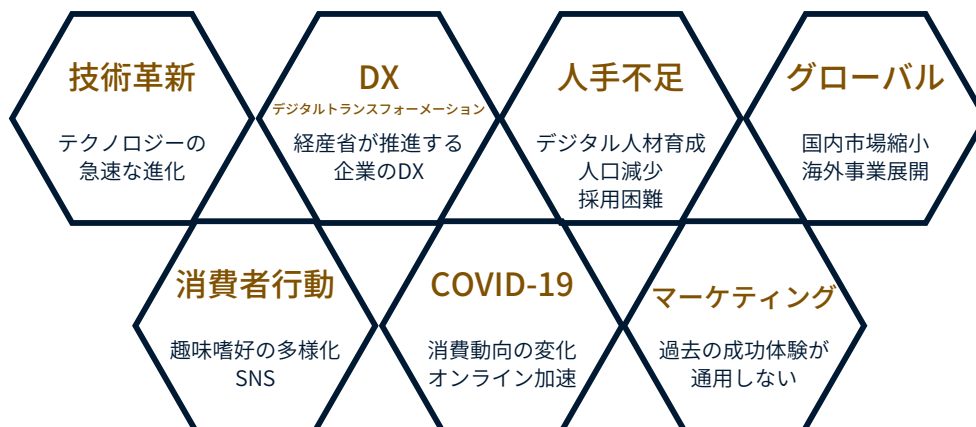 技術革新
テクノロジーの
急速な進化
DX
デジタルトランスフォーメーション
経産省が推進する
企業のDX
人手不足
デジタル人材育成
人口減少
採用困難
グローバル
国内市場縮小
海外事業展開
消費者行動
趣味嗜好の多様化
SNS
COVID-19
消費動向の変化
オンライン加速
マーケティング
過去の成功体験が
通用しない